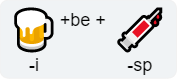 +be +
-i -sp